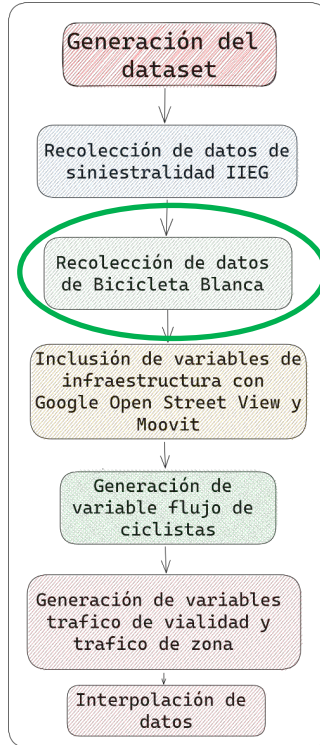 Generación del
dataset
Recolección de datos de
siniestralidad IIEG
Recolección de datos
de Bicicleta Blanca
Inclusión de variables de
infraestructura con
Google Open Street View y
Moovit
Generación de
variable flujo de
ciclistas
Generación de variables
trafico de vialidad y
trafico de zona
Interpolación de
datos